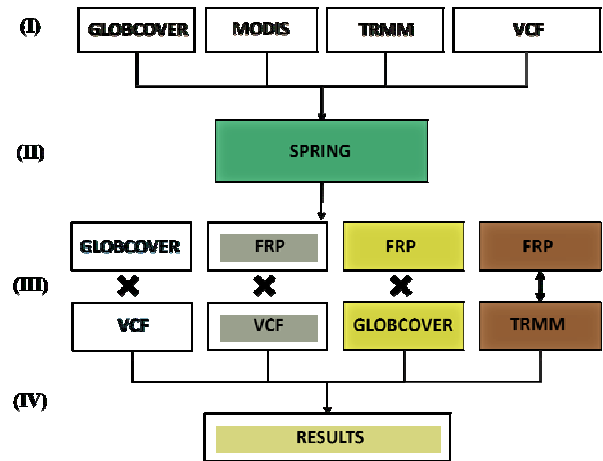 (I) GLOBCOVER MODIS TRMM VCF
(II) SPRING
GLOBCOVER FRP FRP FRP
(III)
VCF VCF GLOBCOVER TRMM
(IV)
RESULTS